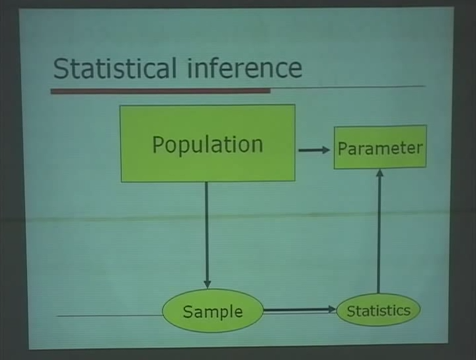 Statistical inference
Population
Parameter
Sample
Statistics